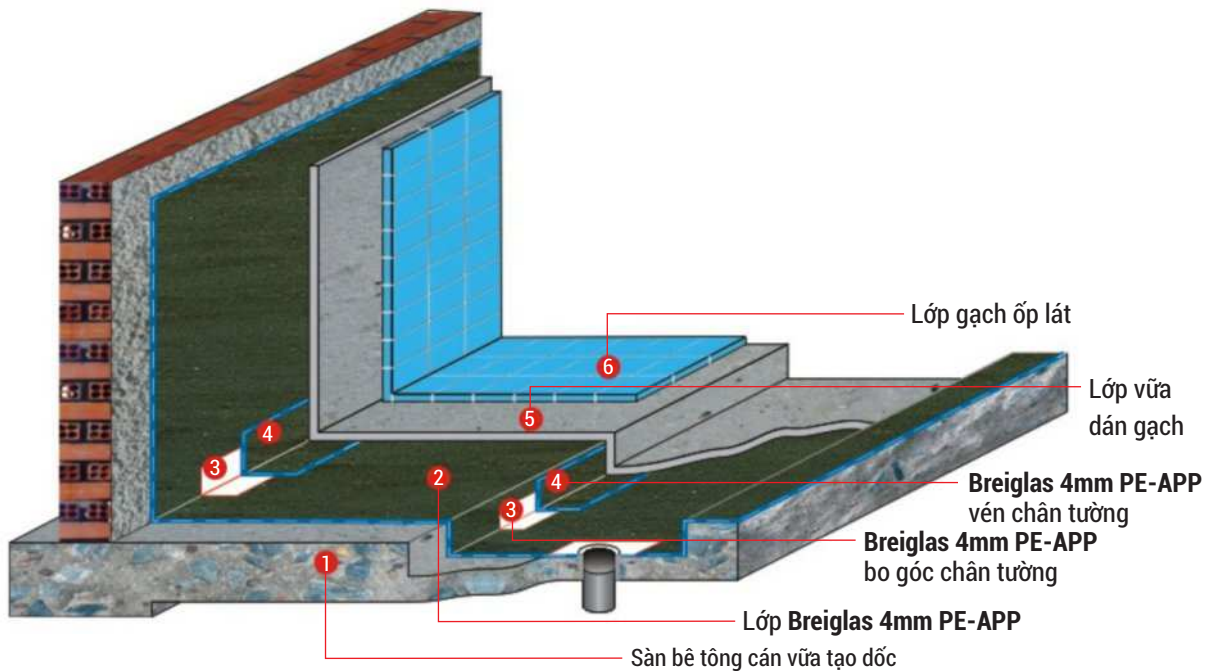 Lớp gạch ốp lát
6
5
Lớp vữa
dán gạch
4
3
2
4
3
Breiglas 4mm PE-APP
vén chân tường
Breiglas 4mm PE-APP
bo góc chân tường
1
Lớp Breiglas 4mm PE-APP
Sàn bê tông cán vữa tạo dốc